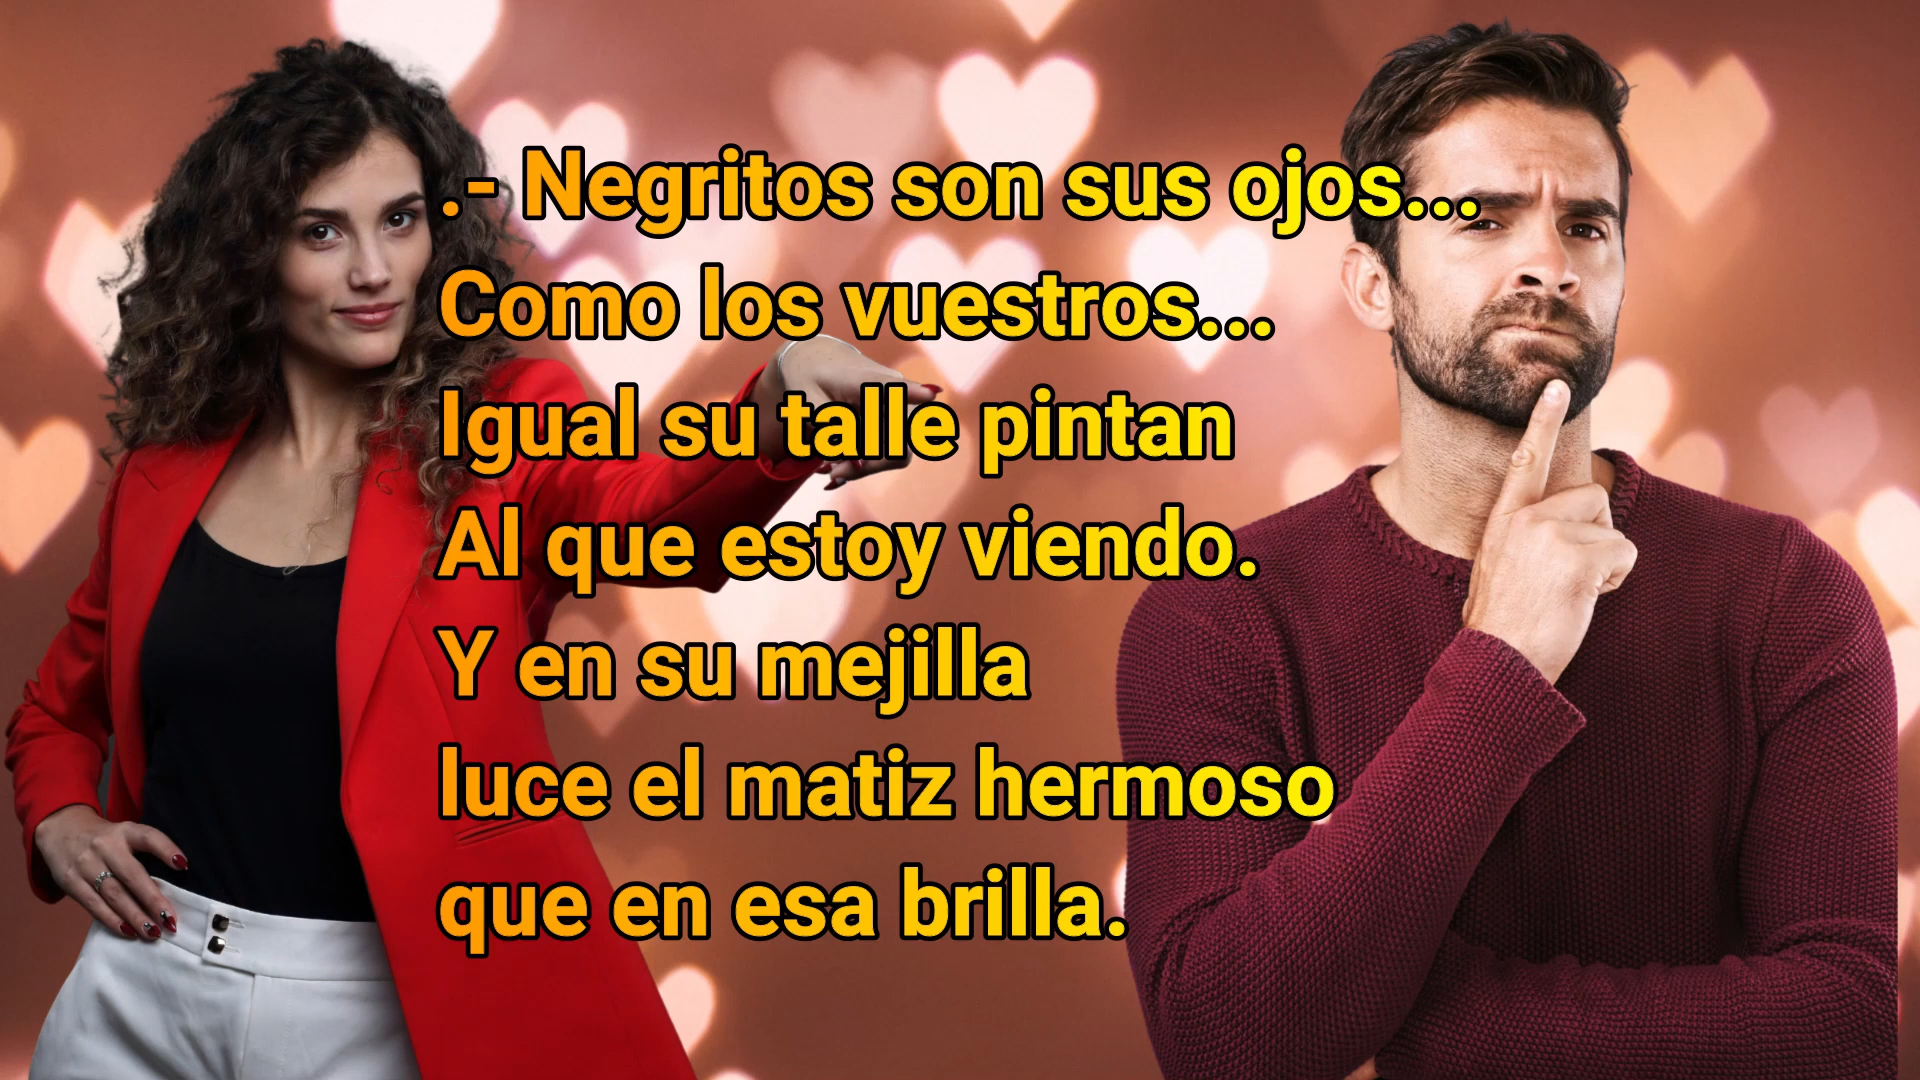 .- Negritos son sus ojos...
Como los vuestros...
Igual su talle pintan
Al que estoy viendo.
Y en su mejilla
luce el matiz hermoso
que en esa brilla.